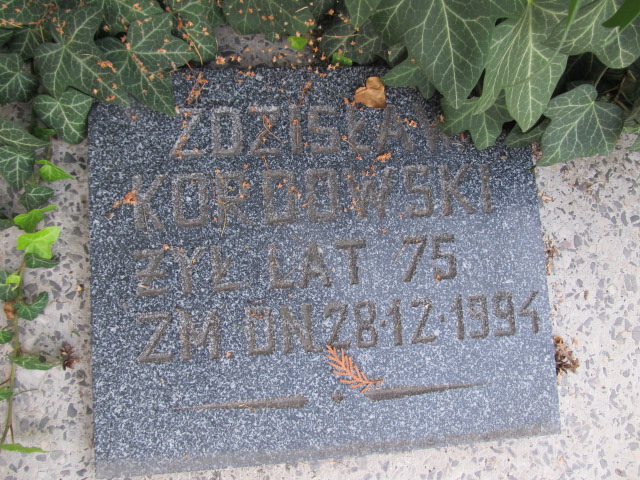 ZDZISŁAW
KORDOWSKI
ŻYŁ LAT 75
ZM DN. 28·12·1994